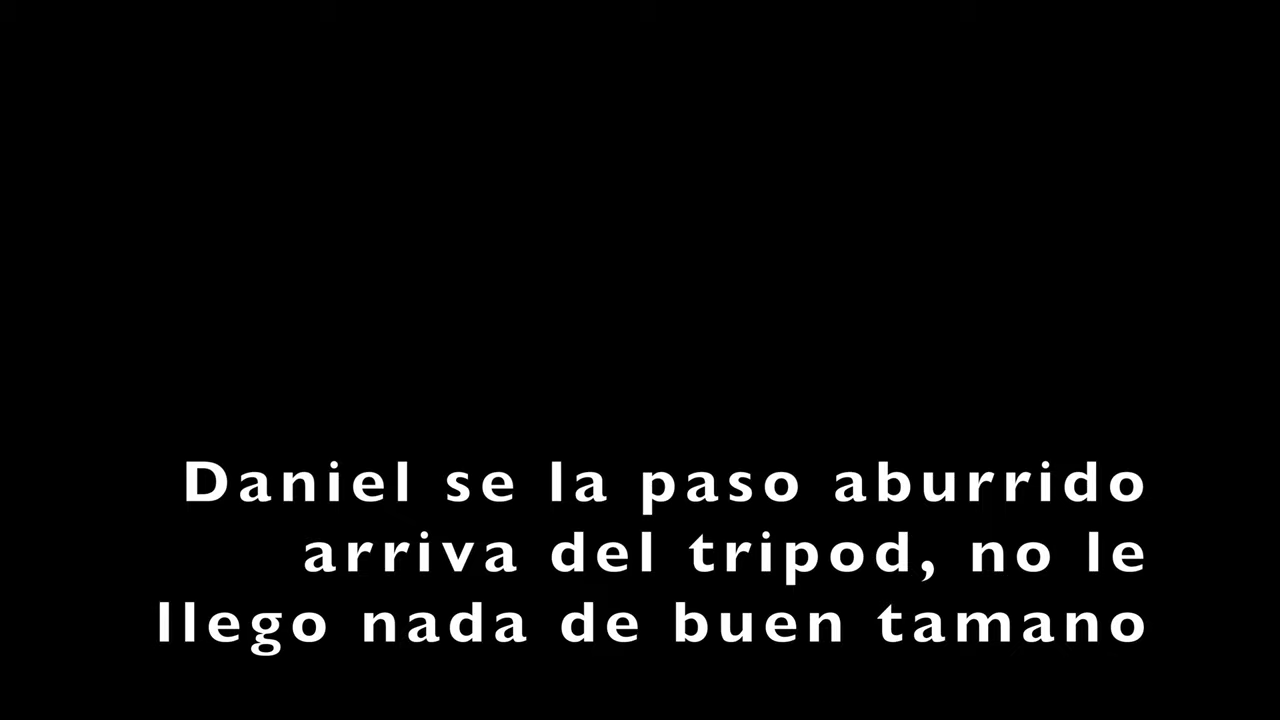 Daniel se la paso aburrido
arriva del tripod, no le
llego nada de buen tamano